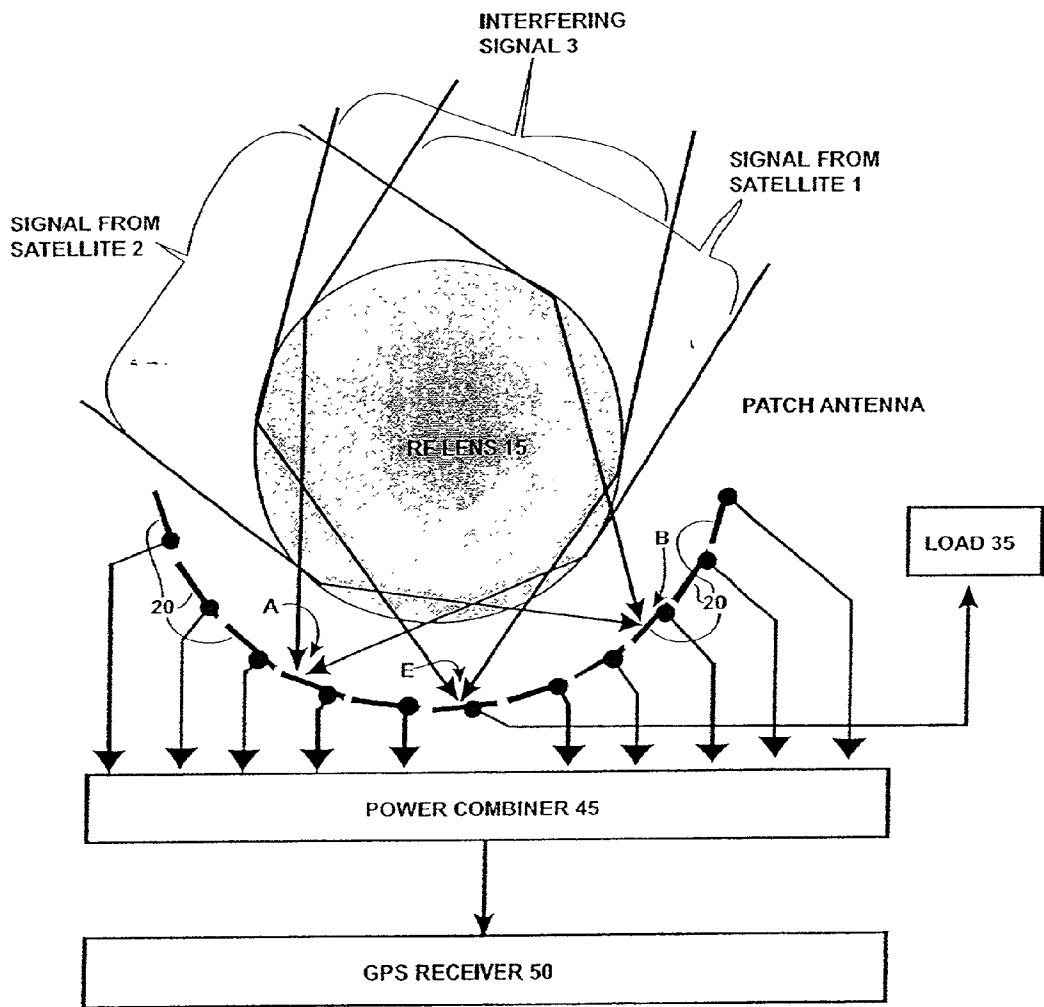 INTERFERING
SIGNAL 3
SIGNAL FROM
SATELLITE 1
SIGNAL FROM
SATELLITE 2
RF LENS 15
PATCH ANTENNA
LOAD 35
20
A
E
B
20
POWER COMBINER 45
GPS RECEIVER 50